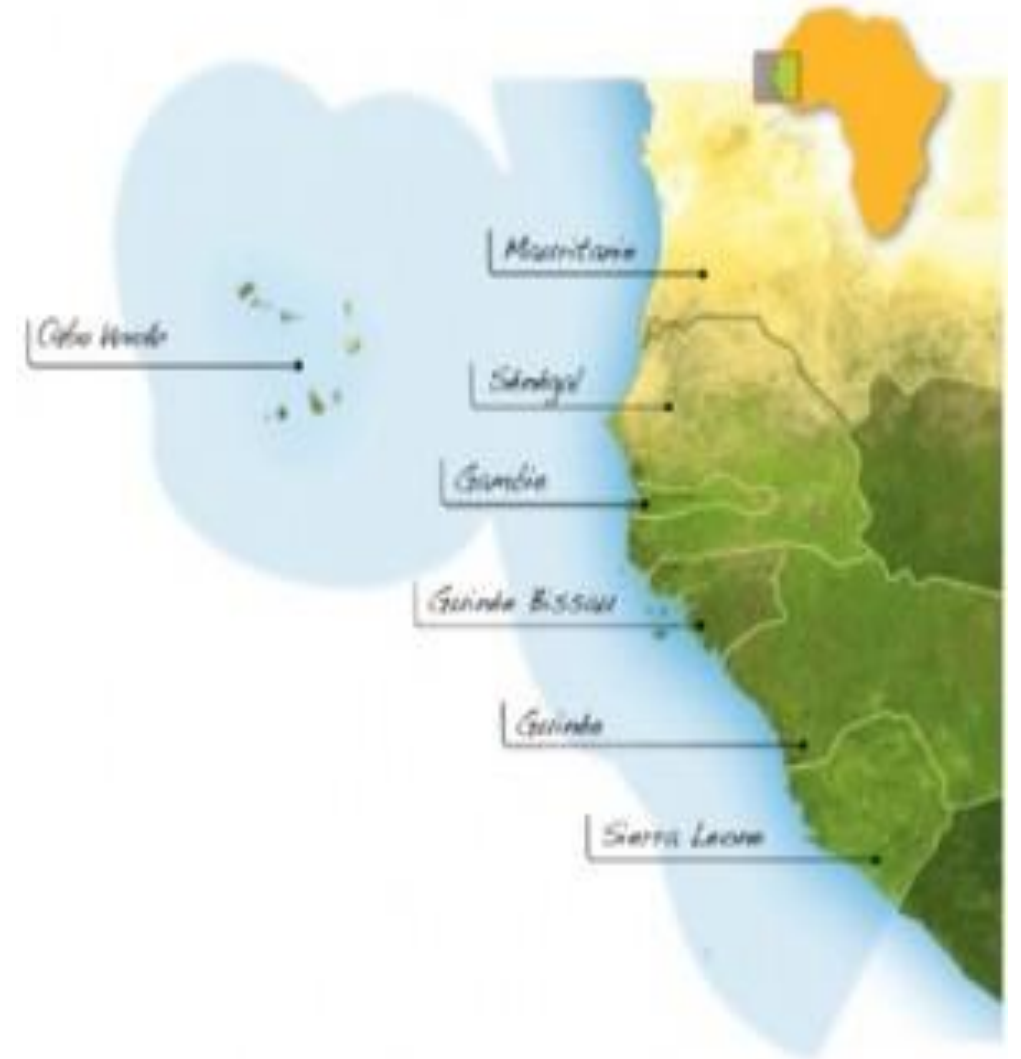 Mauritanie
Cabo Verde
Sénégal
Gambie
Guinée Bissau
Guinée
Sierra Leone